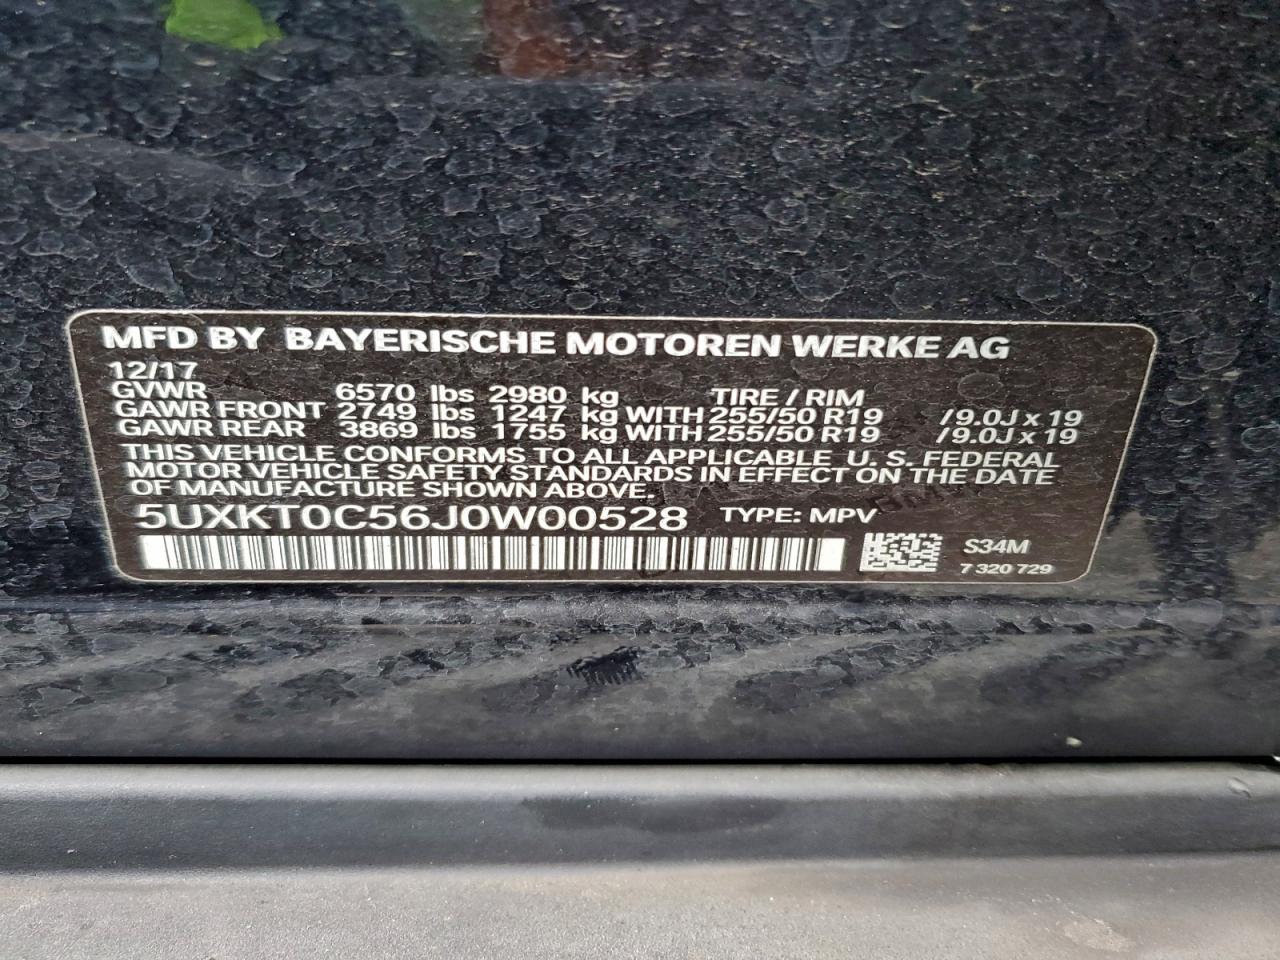 MFD BY BAYERISCHE MOTOREN WERKE AG
12/17
GVWR 6570 lbs 2980 kg TIRE / RIM
GAWR FRONT 2749 lbs 1247 kg WITH 255/50 R19 /9.0J x 19
GAWR REAR 3869 lbs 1755 kg WITH 255/50 R19 /9.0J x 19
THIS VEHICLE CONFORMS TO ALL APPLICABLE U. S. FEDERAL
MOTOR VEHICLE SAFETY STANDARDS IN EFFECT ON THE DATE
OF MANUFACTURE SHOWN ABOVE.
5UXKT0C56J0W00528 TYPE: MPV
S34M
7 320 729